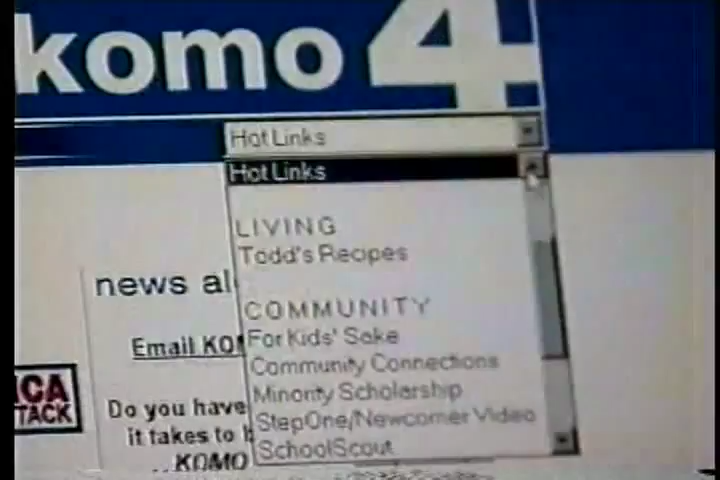 komo 4
Hot Links
Hot Links
LIVING
Todd's Recipes
news al
COMMUNITY
For Kids' Sake
Email KO
Community Connections
ICA
TACK
Minority Scholarship
Do you have
StepOne/Newcomer Video
it takes to b
SchoolScout
KOMO